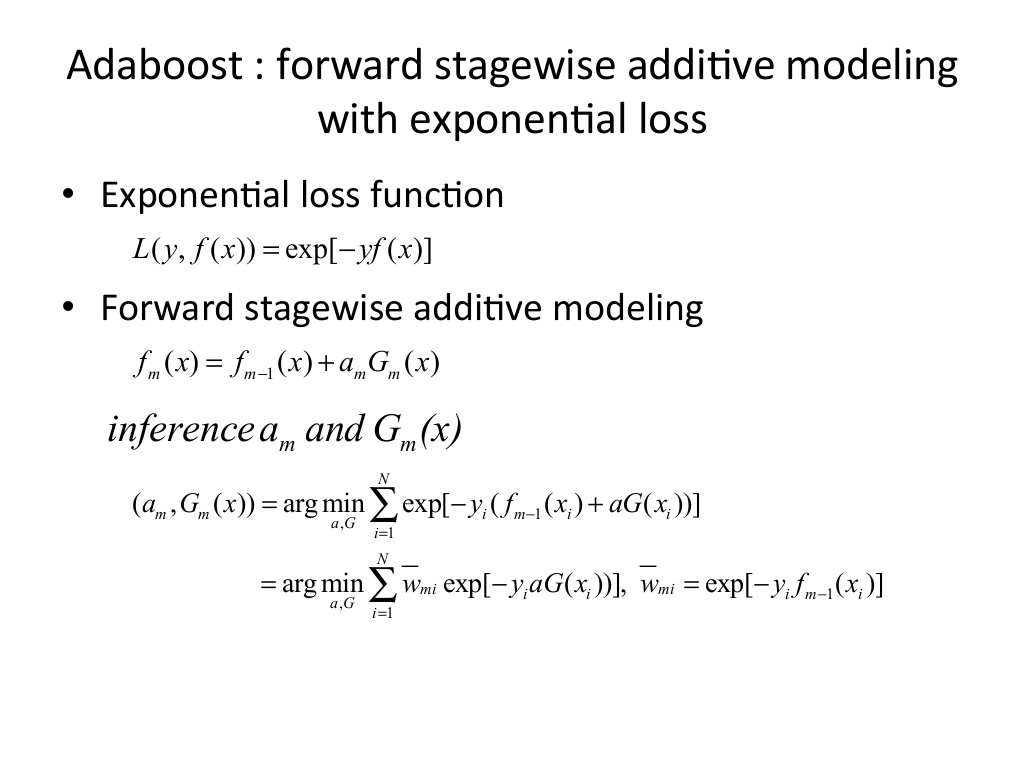 Adaboost : forward stagewise additive modeling
with exponential loss
• Exponential loss function
L(y, f(x)) = exp[−yf(x)]
• Forward stagewise additive modeling
f_m(x) = f_{m−1}(x) + a_m G_m(x)
inference a_m and G_m(x)
(a_m, G_m(x)) = arg min_{a,G} ∑_{i=1}^{N} exp[−y_i(f_{m−1}(x_i) + aG(x_i))]
= arg min_{a,G} ∑_{i=1}^{N} w̅_{mi} exp[−y_i aG(x_i))], w̅_{mi} = exp[−y_i f_{m−1}(x_i)]